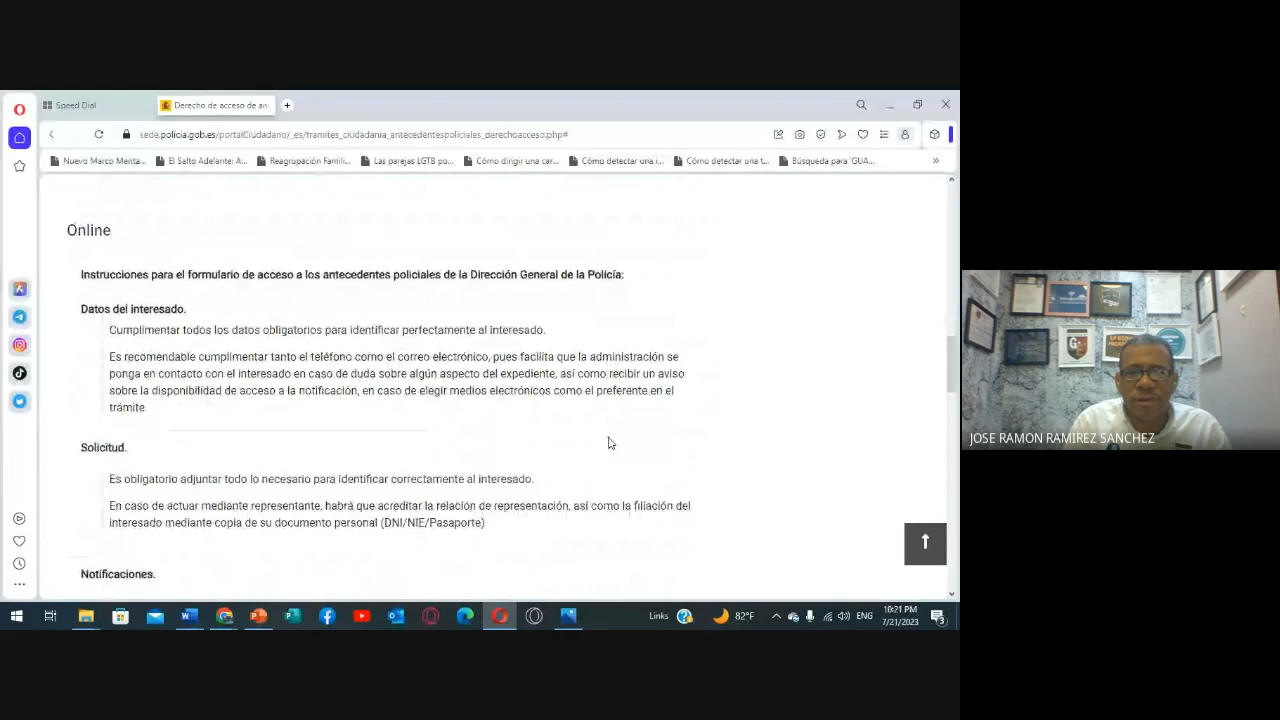 Speed Dial
Derecho de acceso de an
sede.policia.gob.es/portalCiudadano/_es/tramites_ciudadania_antecedentespoliciales_derechoacceso.php#
Nuevo Marco Menta...
El Salto Adelante: A...
Reagrupación Famili...
Las parejas LGTB po...
Cómo dirigir una car...
Cómo detectar una i...
Cómo detectar una t...
Búsqueda para 'GUA...
Online
Instrucciones para el formulario de acceso a los antecedentes policiales de la Dirección General de la Policía:
Datos del interesado.
Cumplimentar todos los datos obligatorios para identificar perfectamente al interesado.
Es recomendable cumplimentar tanto el teléfono como el correo electrónico, pues facilita que la administración se
ponga en contacto con el interesado en caso de duda sobre algún aspecto del expediente, así como recibir un aviso
sobre la disponibilidad de acceso a la notificación, en caso de elegir medios electrónicos como el preferente en el
trámite.
Solicitud.
Es obligatorio adjuntar todo lo necesario para identificar correctamente al interesado.
En caso de actuar mediante representante, habrá que acreditar la relación de representación, así como la filiación del
interesado mediante copia de su documento personal (DNI/NIE/Pasaporte)
Notificaciones.
JOSE RAMON RAMIREZ SANCHEZ
Links
82°F
ENG
10:21 PM
7/21/2023
3